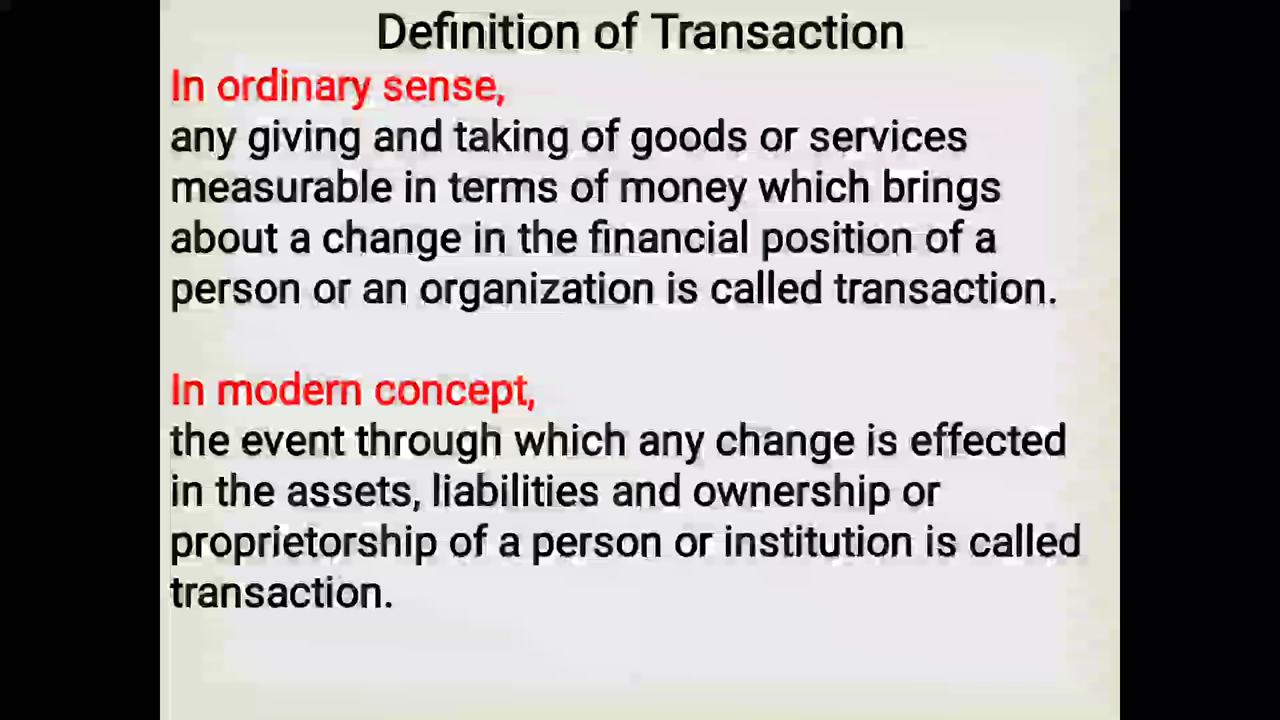 Definition of Transaction
In ordinary sense,
any giving and taking of goods or services
measurable in terms of money which brings
about a change in the financial position of a
person or an organization is called transaction.
In modern concept,
the event through which any change is effected
in the assets, liabilities and ownership or
proprietorship of a person or institution is called
transaction.